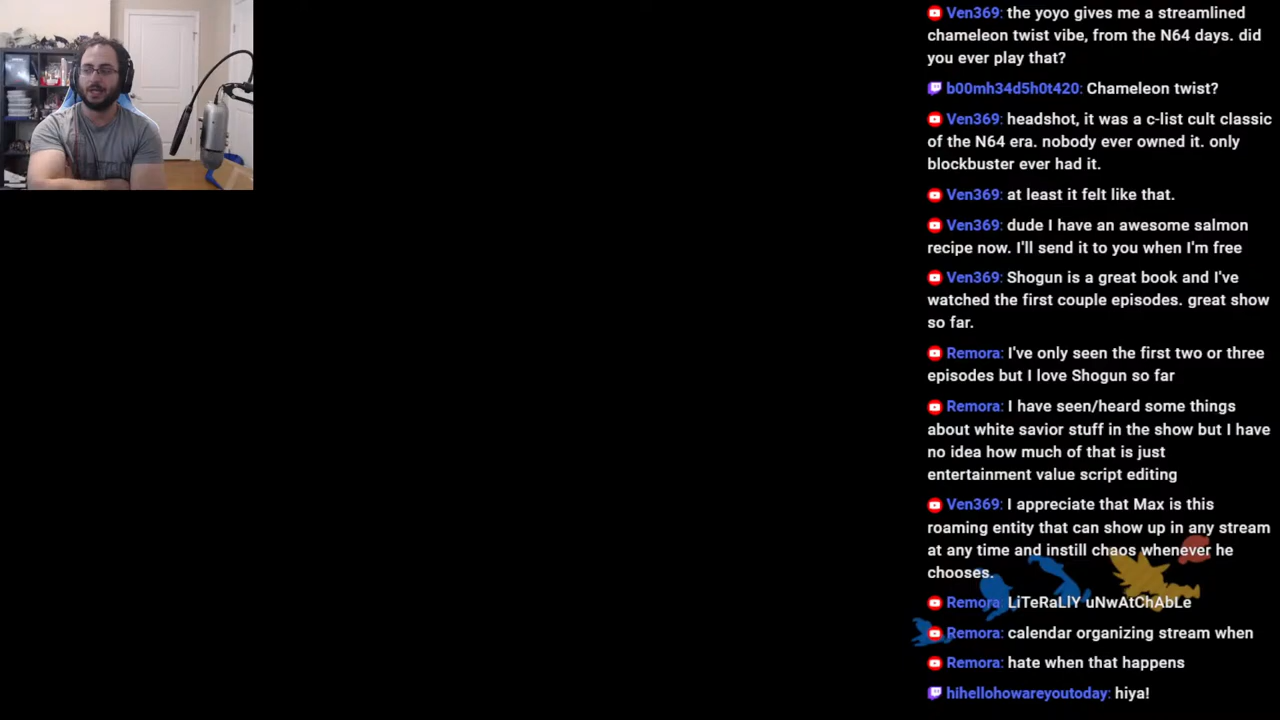 Ven369: the yoyo gives me a streamlined
chameleon twist vibe, from the N64 days. did
you ever play that?
b00mh34d5h0t420: Chameleon twist?
Ven369: headshot, it was a c-list cult classic
of the N64 era. nobody ever owned it. only
blockbuster ever had it.
Ven369: at least it felt like that.
Ven369: dude I have an awesome salmon
recipe now. I'll send it to you when I'm free
Ven369: Shogun is a great book and I've
watched the first couple episodes. great show
so far.
Remora: I've only seen the first two or three
episodes but I love Shogun so far
Remora: I have seen/heard some things
about white savior stuff in the show but I have
no idea how much of that is just
entertainment value script editing
Ven369: I appreciate that Max is this
roaming entity that can show up in any stream
at any time and instill chaos whenever he
chooses.
Remora: LiTeRaLlY uNwAtChAbLe
Remora: calendar organizing stream when
Remora: hate when that happens
hihellohowareyoutoday: hiya!